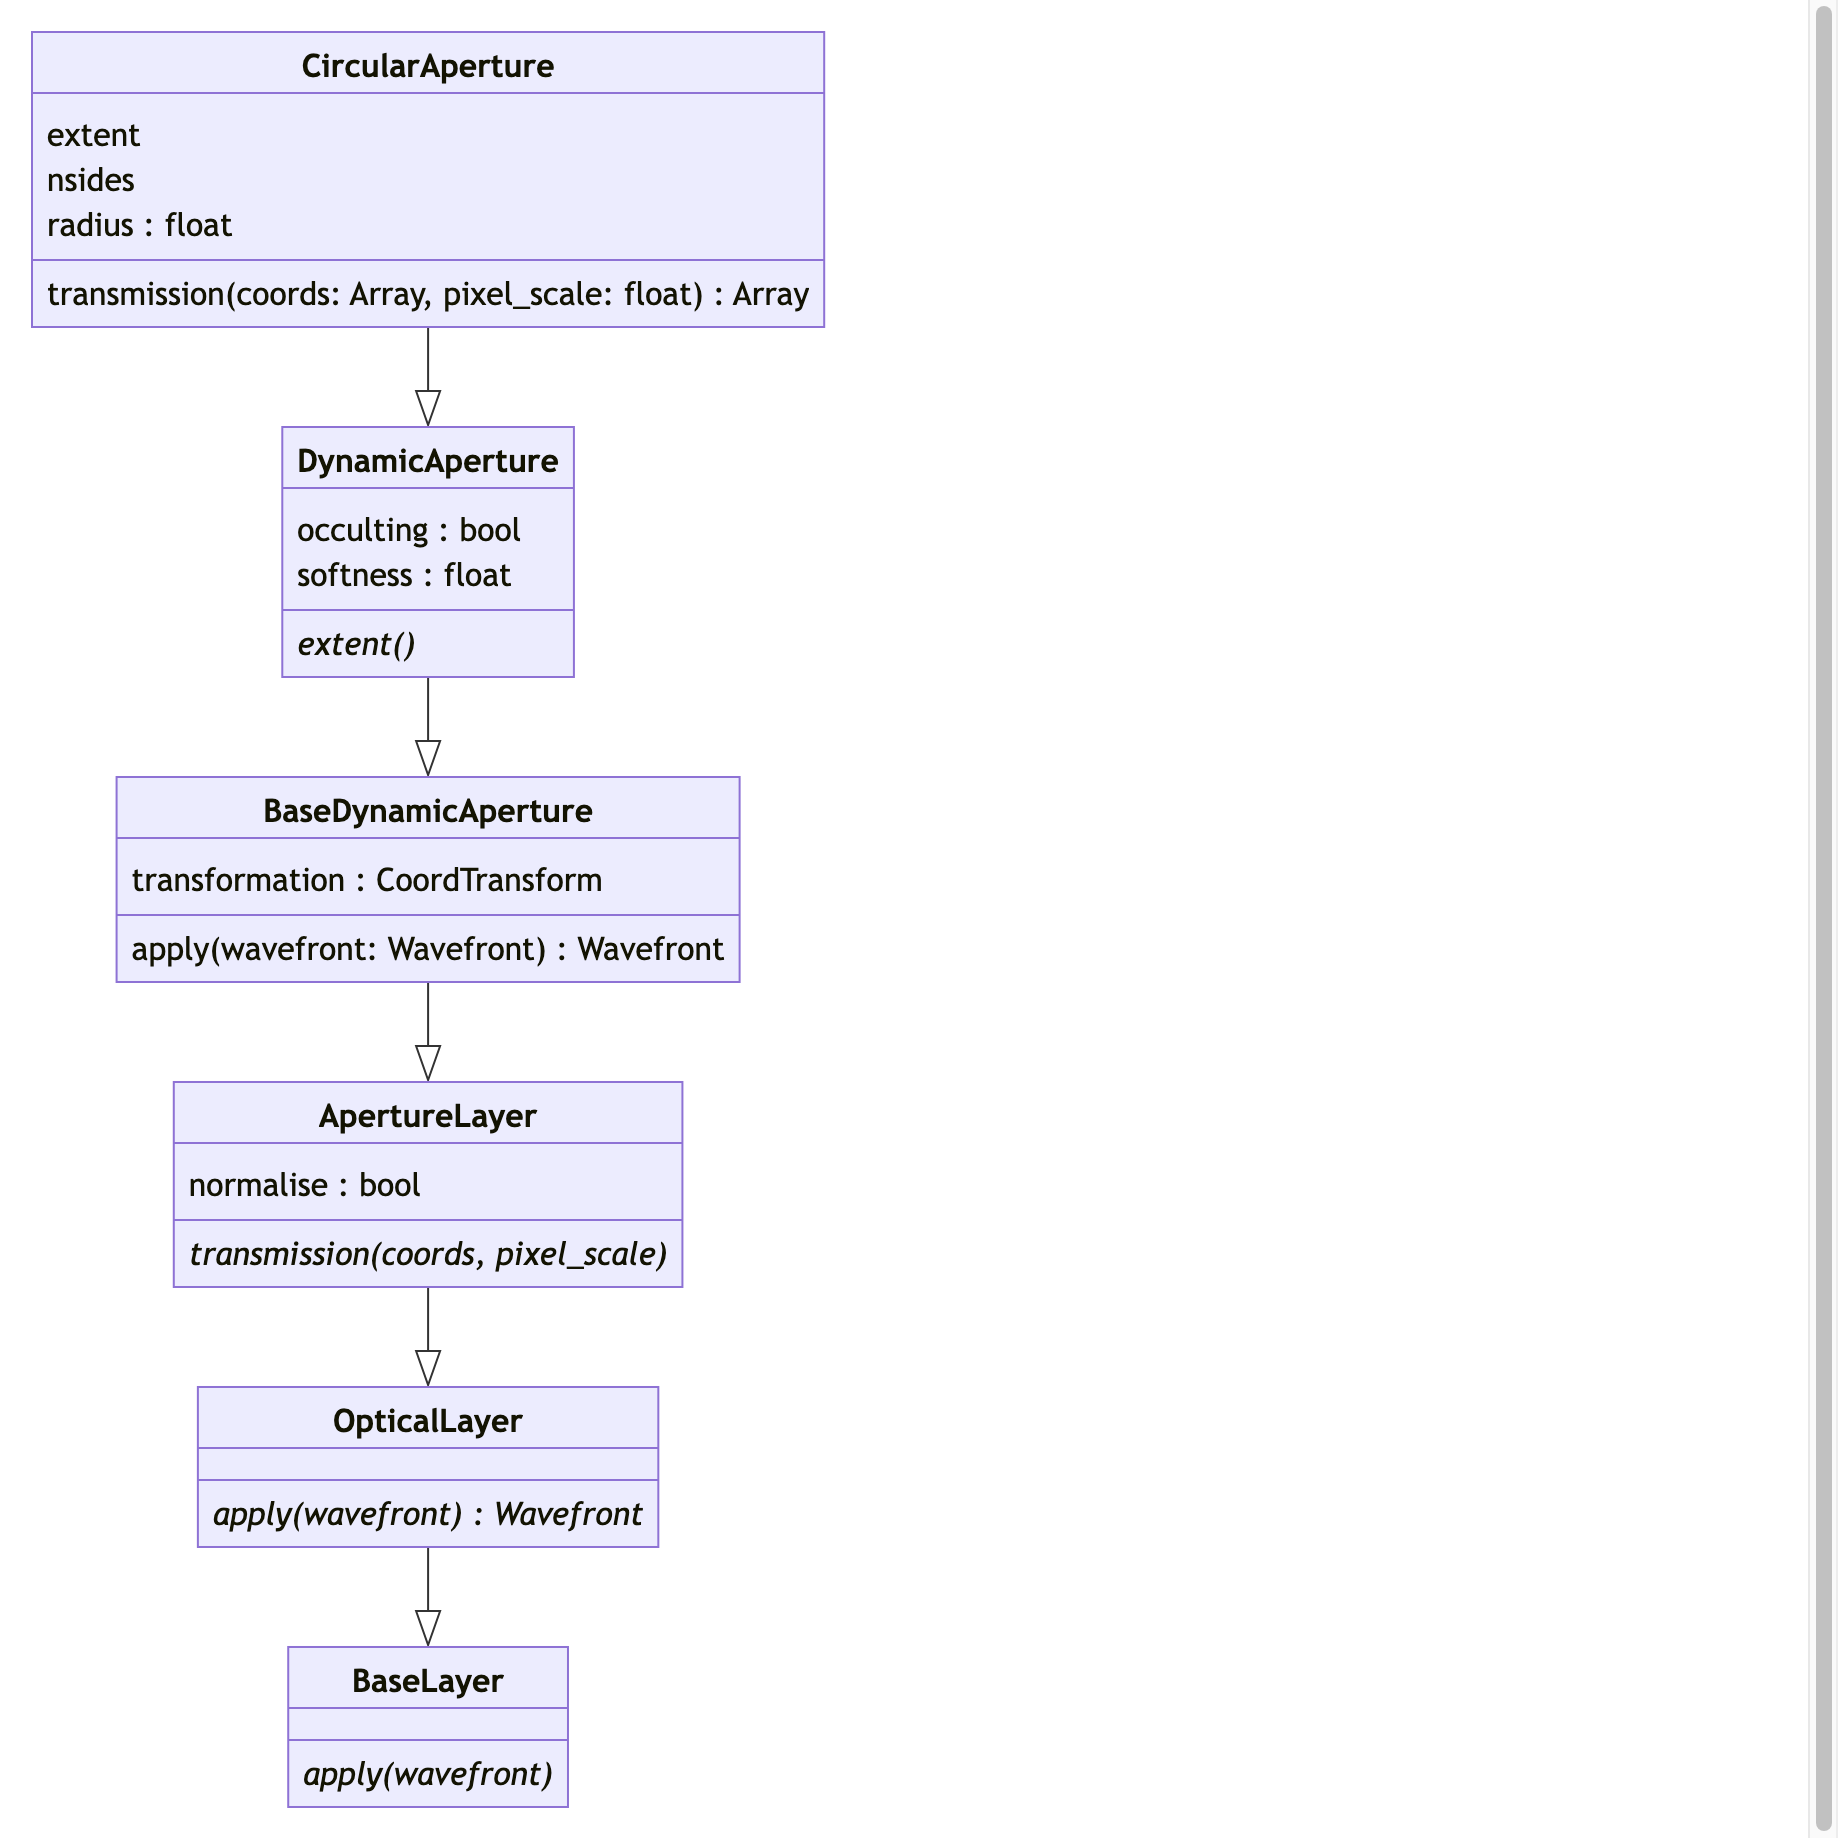 CircularAperture
extent
nsides
radius : float
transmission(coords: Array, pixel_scale: float) : Array
DynamicAperture
occulting : bool
softness : float
extent()
BaseDynamicAperture
transformation : CoordTransform
apply(wavefront: Wavefront) : Wavefront
ApertureLayer
normalise : bool
transmission(coords, pixel_scale)
OpticalLayer
apply(wavefront) : Wavefront
BaseLayer
apply(wavefront)